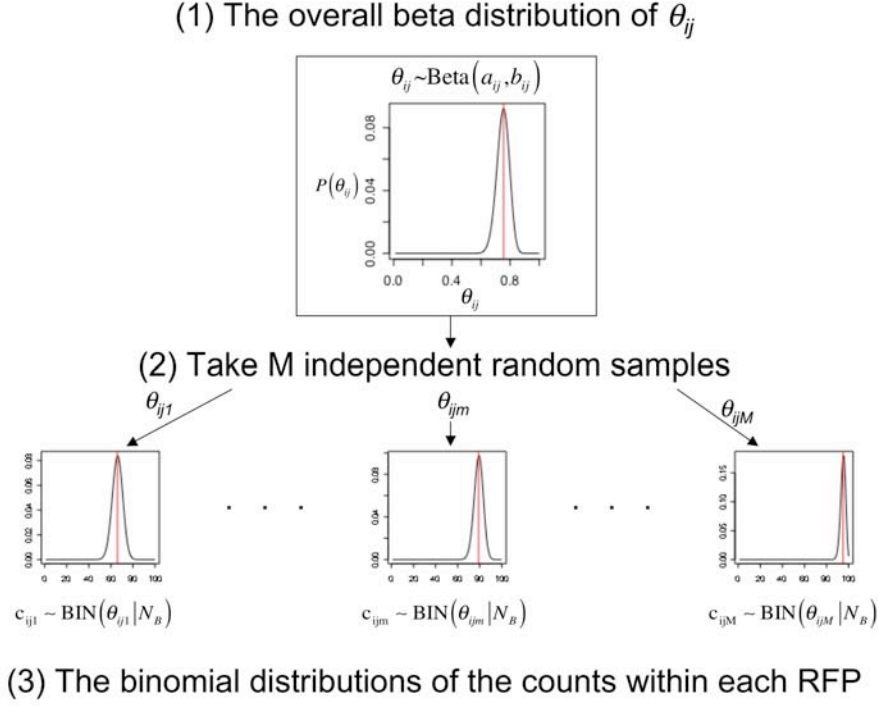 (1) The overall beta distribution of θij
θij~Beta(aij,bij)
P(θij)
0.08
0.04
0.00
0.0 0.4 0.8
θij
(2) Take M independent random samples
θij1 θijm θijM
0.08
0.06
0.04
0.02
0.00
0 20 40 60 80 100
. . .
0.08
0.04
0.00
0 20 40 60 80 100
. . .
0.15
0.10
0.05
0.00
0 20 40 60 80 100
cij1 ~ BIN(θij1|NB) cijm ~ BIN(θijm|NB) cijM ~ BIN(θijM|NB)
(3) The binomial distributions of the counts within each RFP